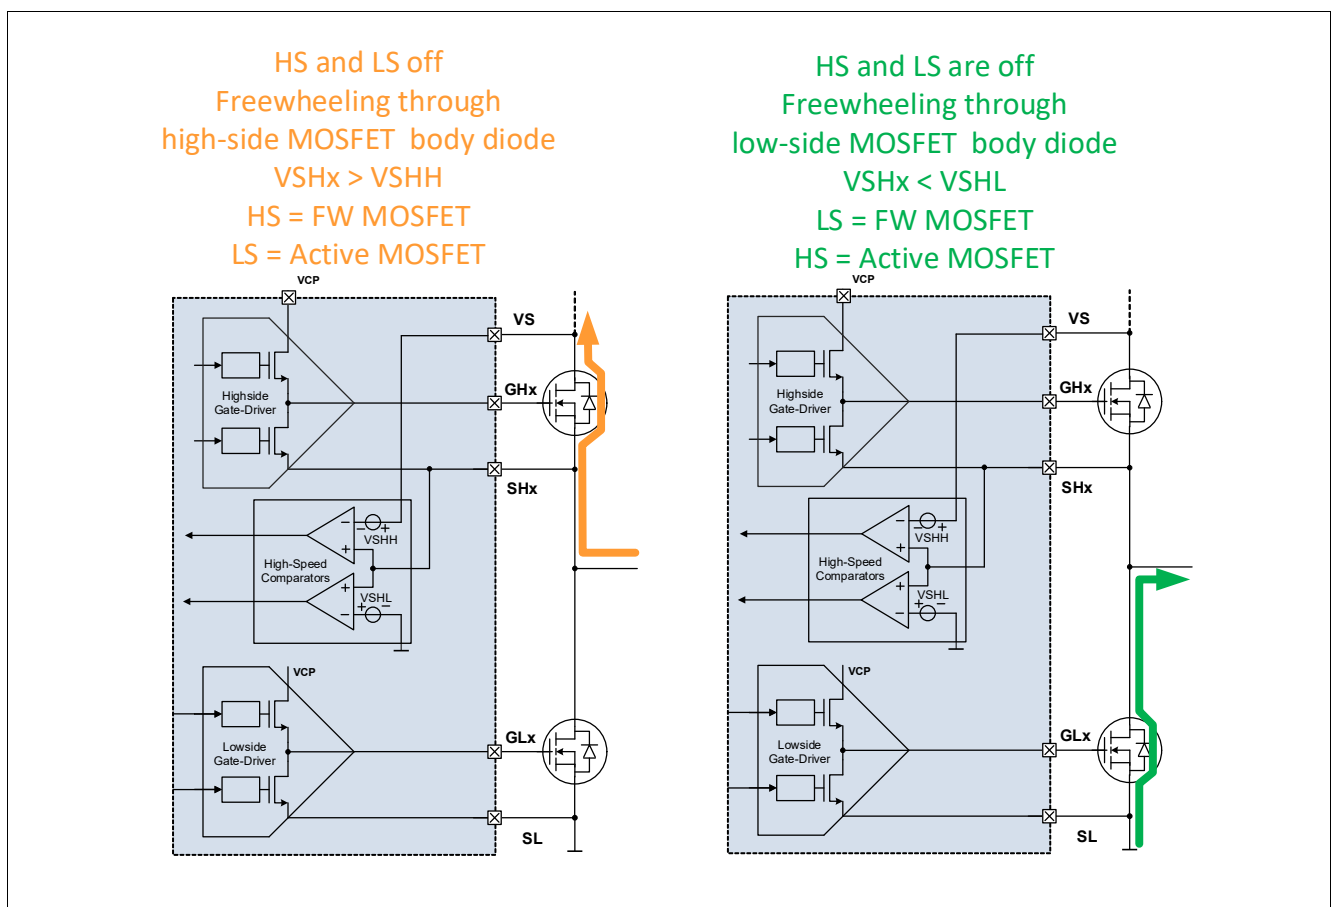 HS and LS off
Freewheeling through
high-side MOSFET body diode
VSHx > VSHH
HS = FW MOSFET
LS = Active MOSFET
VCP
VS
Highside
Gate-Driver
GHx
SHx
− − +
VSHH
+
High-Speed
Comparators
+ VSHL
+ −
−
VCP
Lowside
Gate-Driver
GLx
SL
HS and LS are off
Freewheeling through
low-side MOSFET body diode
VSHx < VSHL
LS = FW MOSFET
HS = Active MOSFET
VCP
VS
Highside
Gate-Driver
GHx
SHx
− − +
VSHH
+
High-Speed
Comparators
+ VSHL
+ −
−
VCP
Lowside
Gate-Driver
GLx
SL